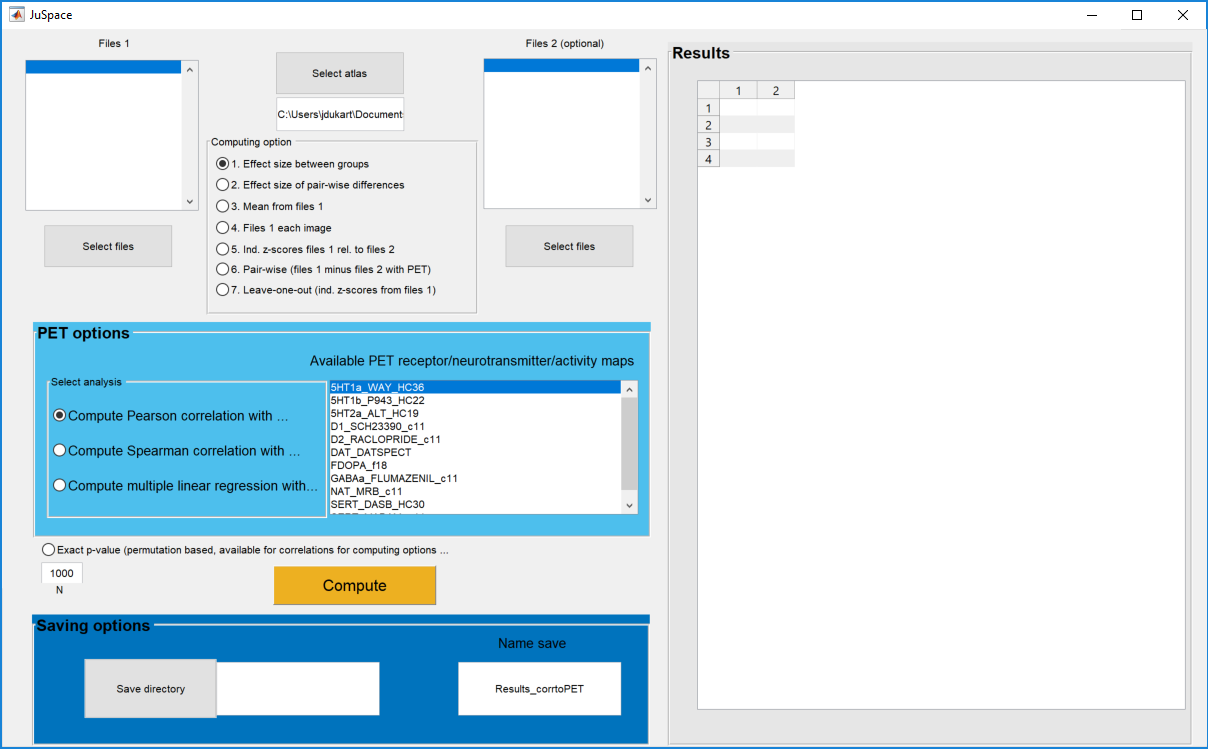 JuSpace
Files 1
Select atlas
C:\Users\jdukart\Document
Files 2 (optional)
Computing option
1. Effect size between groups
2. Effect size of pair-wise differences
3. Mean from files 1
4. Files 1 each image
5. Ind. z-scores files 1 rel. to files 2
6. Pair-wise (files 1 minus files 2 with PET)
7. Leave-one-out (ind. z-scores from files 1)
Select files
Select files
PET options
Available PET receptor/neurotransmitter/activity maps
Select analysis
Compute Pearson correlation with ...
Compute Spearman correlation with ...
Compute multiple linear regression with...
5HT1a_WAY_HC36
5HT1b_P943_HC22
5HT2a_ALT_HC19
D1_SCH23390_c11
D2_RACLOPRIDE_c11
DAT_DATSPECT
FDOPA_f18
GABAa_FLUMAZENIL_c11
NAT_MRB_c11
SERT_DASB_HC30
Exact p-value (permutation based, available for correlations for computing options ...
1000
N
Compute
Saving options
Save directory
Name save
Results_corrtoPET
Results
1 2
1
2
3
4